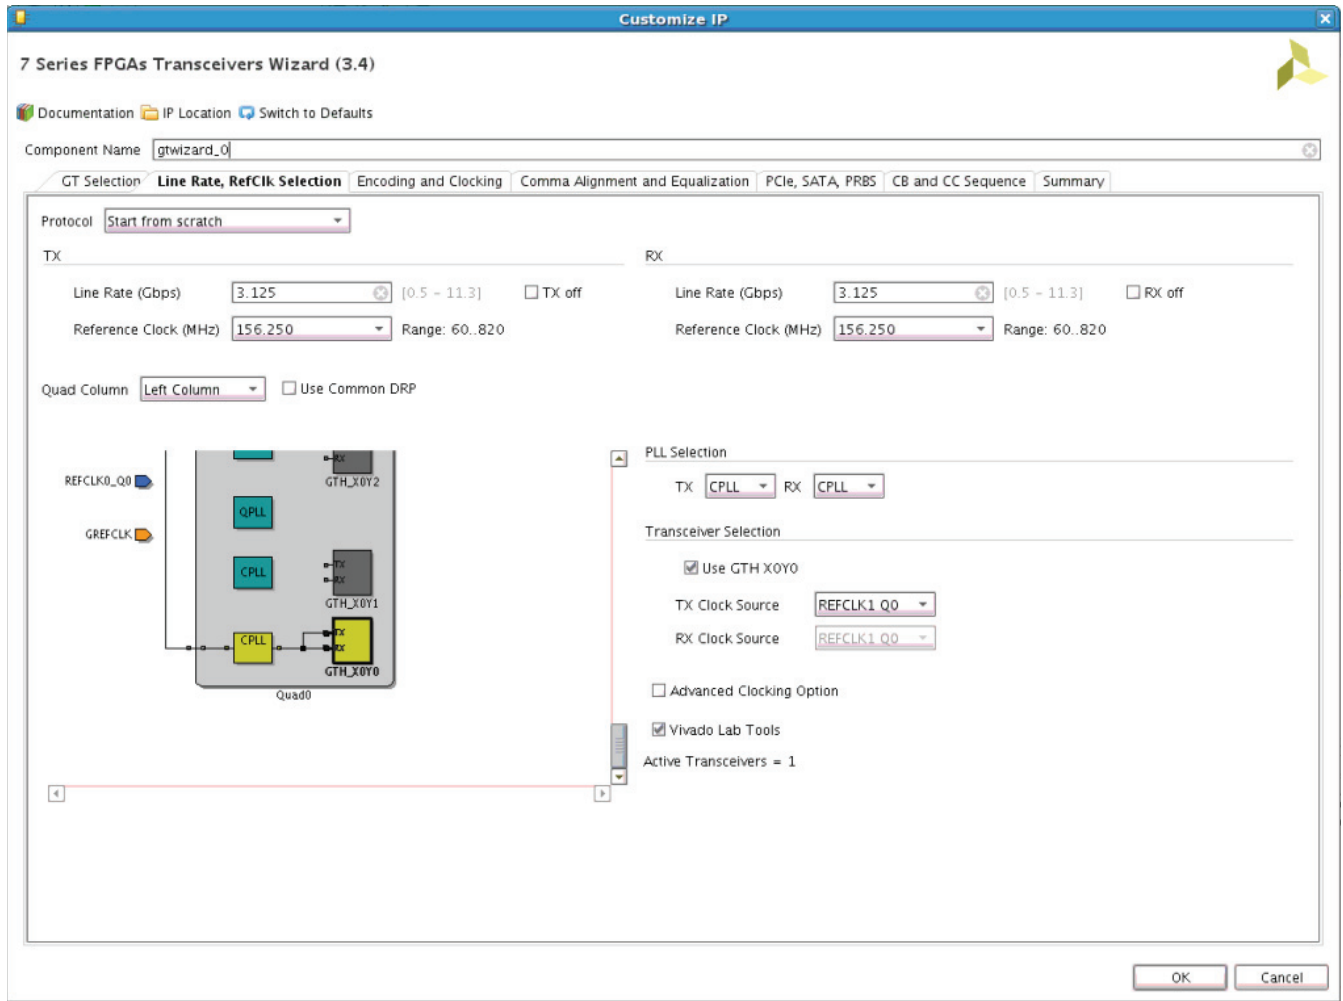 Customize IP
7 Series FPGAs Transceivers Wizard (3.4)
Documentation IP Location Switch to Defaults
Component Name gtwizard_0
GT Selection Line Rate, RefClk Selection Encoding and Clocking Comma Alignment and Equalization PCIe, SATA, PRBS CB and CC Sequence Summary
Protocol Start from scratch
TX
Line Rate (Gbps) 3.125 [0.5 - 11.3] TX off
Reference Clock (MHz) 156.250 Range: 60..820
RX
Line Rate (Gbps) 3.125 [0.5 - 11.3] RX off
Reference Clock (MHz) 156.250 Range: 60..820
Quad Column Left Column Use Common DRP
RX
GTH_X0Y2
REFCLK0_Q0
QPLL
GREFCLK
CPLL
TX
RX
GTH_X0Y1
CPLL
TX
RX
GTH_X0Y0
Quad0
PLL Selection
TX CPLL RX CPLL
Transceiver Selection
Use GTH X0Y0
TX Clock Source REFCLK1 Q0
RX Clock Source REFCLK1 Q0
Advanced Clocking Option
Vivado Lab Tools
Active Transceivers = 1
OK Cancel